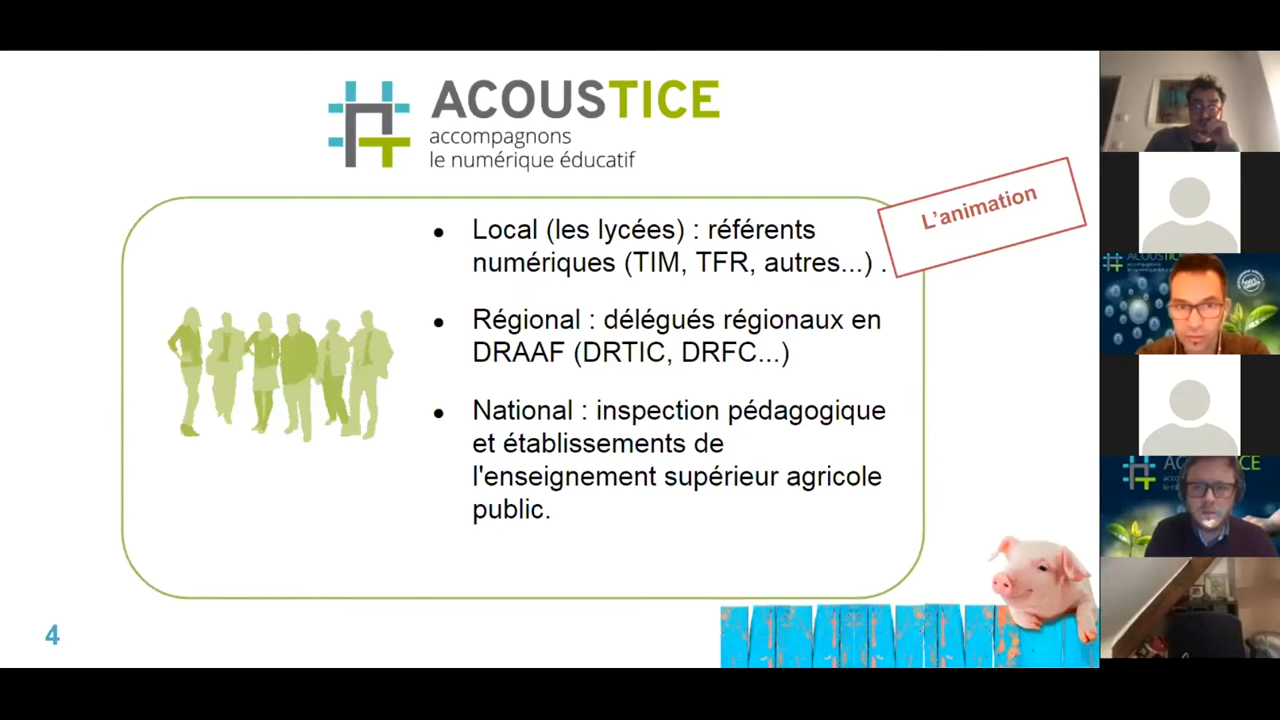 ACOUSTICE
accompagnons
le numérique éducatif
L'animation
Local (les lycées) : référents
numériques (TIM, TFR, autres...) .
Régional : délégués régionaux en
DRAAF (DRTIC, DRFC...)
National : inspection pédagogique
et établissements de
l'enseignement supérieur agricole
public.
4
ACOUSTICE